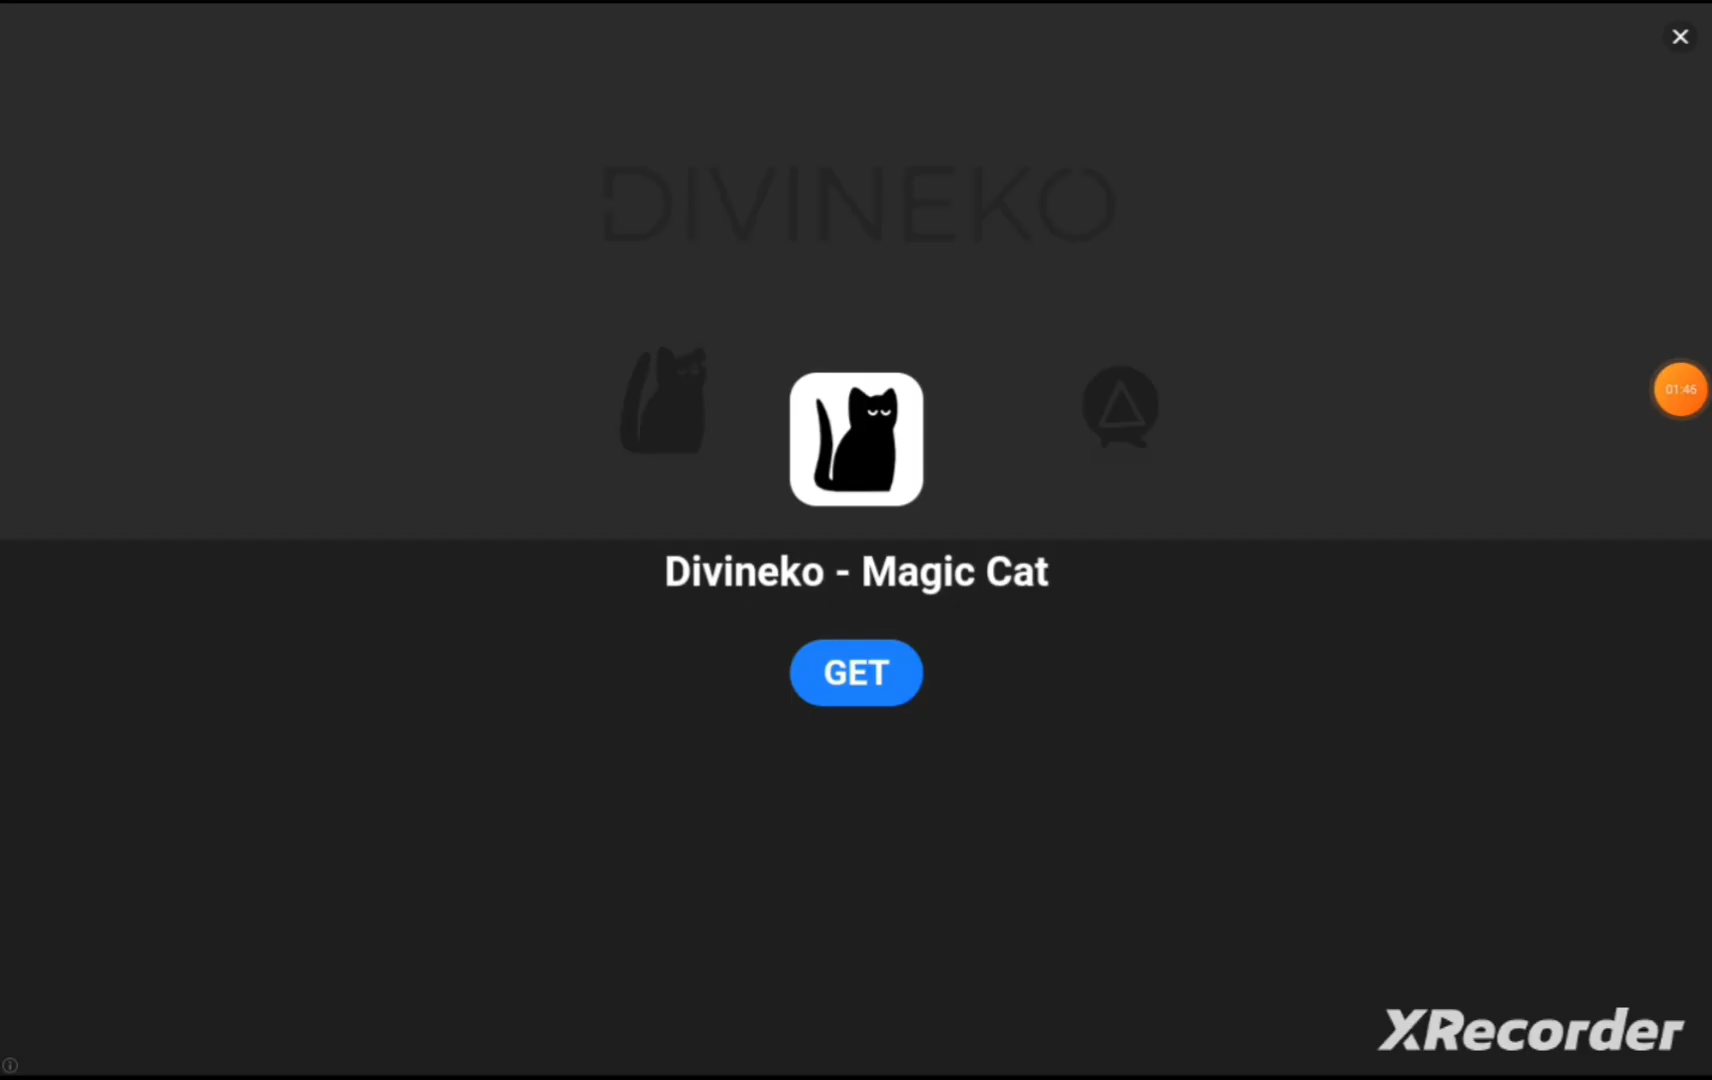 DIVINEKO
01:46
Divineko - Magic Cat
GET
XRecorder